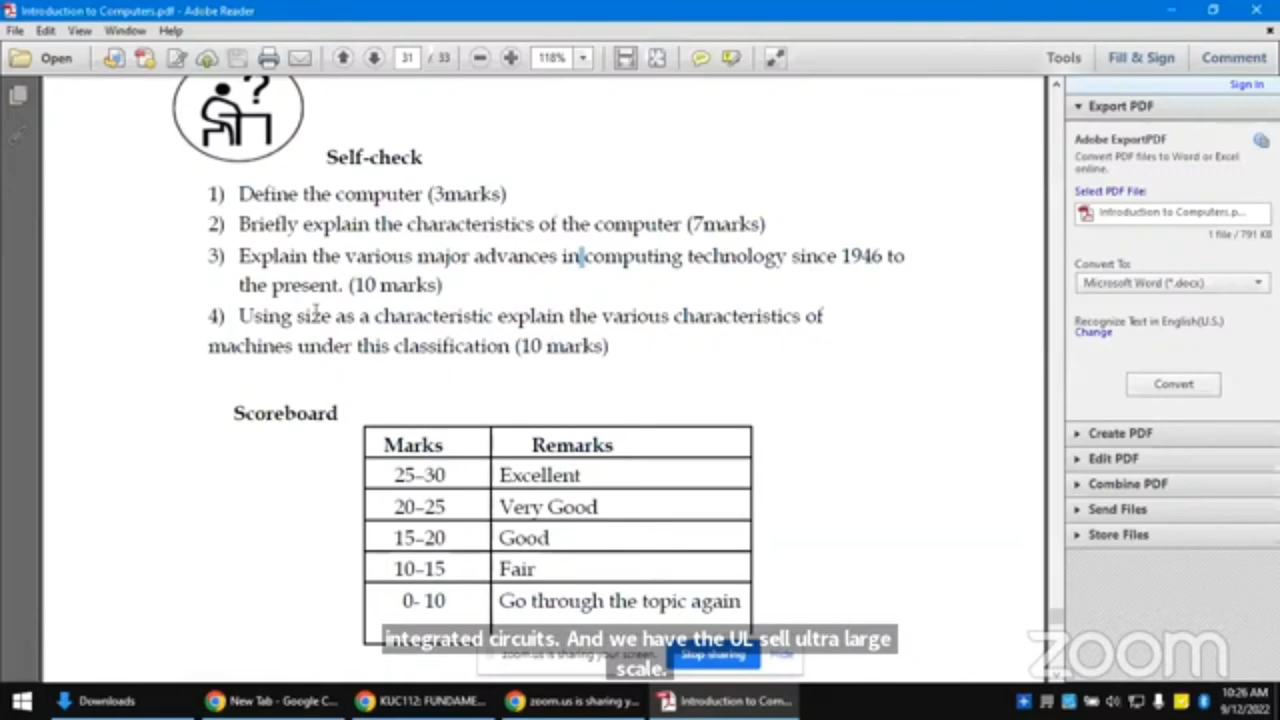 Introduction to Computers.pdf - Adobe Reader
File Edit View Window Help
Open 31 / 33 118% Tools Fill & Sign Comment
Sign In
Export PDF
Adobe ExportPDF
Convert PDF files to Word or Excel
online.
Select PDF File:
Introduction to Computers.p...
1 file / 791 KB
Convert To:
Microsoft Word (*.docx)
Recognize Text in English(U.S.)
Change
Convert
Create PDF
Edit PDF
Combine PDF
Send Files
Store Files
?
Self-check
1) Define the computer (3marks)
2) Briefly explain the characteristics of the computer (7marks)
3) Explain the various major advances in computing technology since 1946 to
the present. (10 marks)
4) Using size as a characteristic explain the various characteristics of
machines under this classification (10 marks)
Scoreboard
Marks Remarks
25–30 Excellent
20–25 Very Good
15–20 Good
10–15 Fair
0- 10 Go through the topic again
integrated circuits. And we have the UL sell ultra large
scale.
zoom.us is sharing your screen. Stop sharing Hide
zoom
Downloads New Tab - Google C... KUC112: FUNDAME... zoom.us is sharing y... Introduction to Com...
10:26 AM
9/12/2022